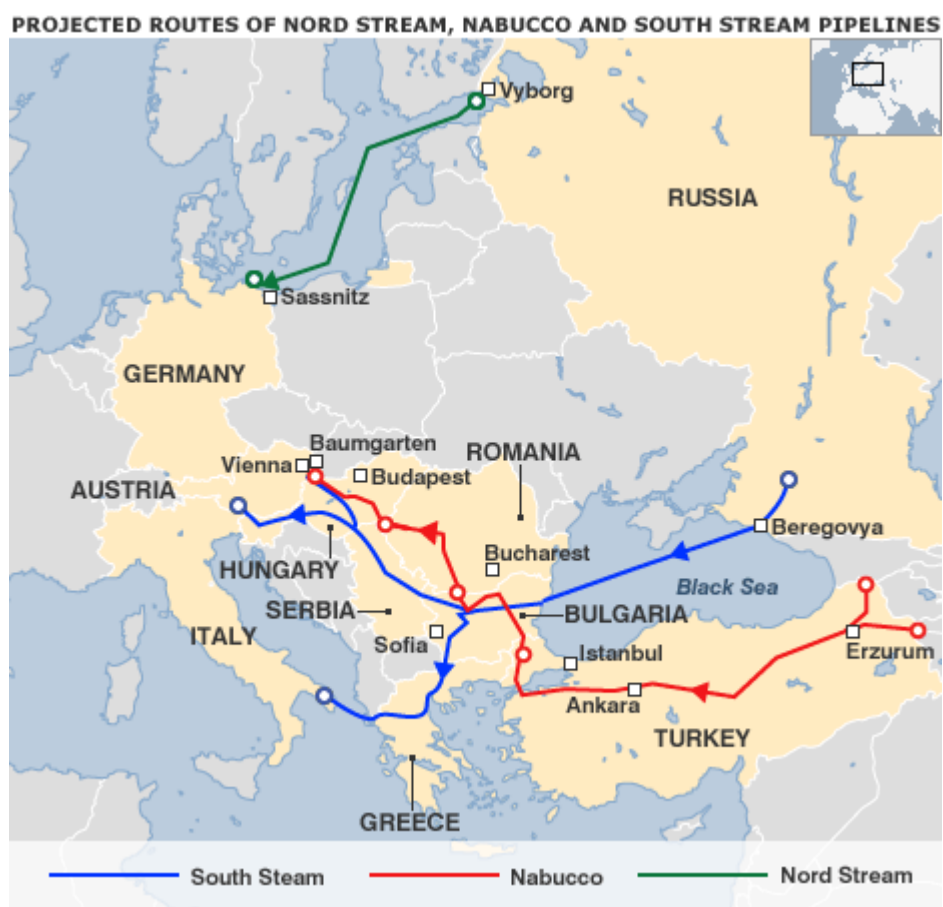 PROJECTED ROUTES OF NORD STREAM, NABUCCO AND SOUTH STREAM PIPELINES
Vyborg
RUSSIA
Sassnitz
GERMANY
Baumgarten
ROMANIA
Vienna
Budapest
AUSTRIA
Beregovya
Bucharest
HUNGARY
Black Sea
SERBIA
BULGARIA
ITALY
Sofia
Istanbul
Erzurum
Ankara
TURKEY
GREECE
South Steam
Nabucco
Nord Stream